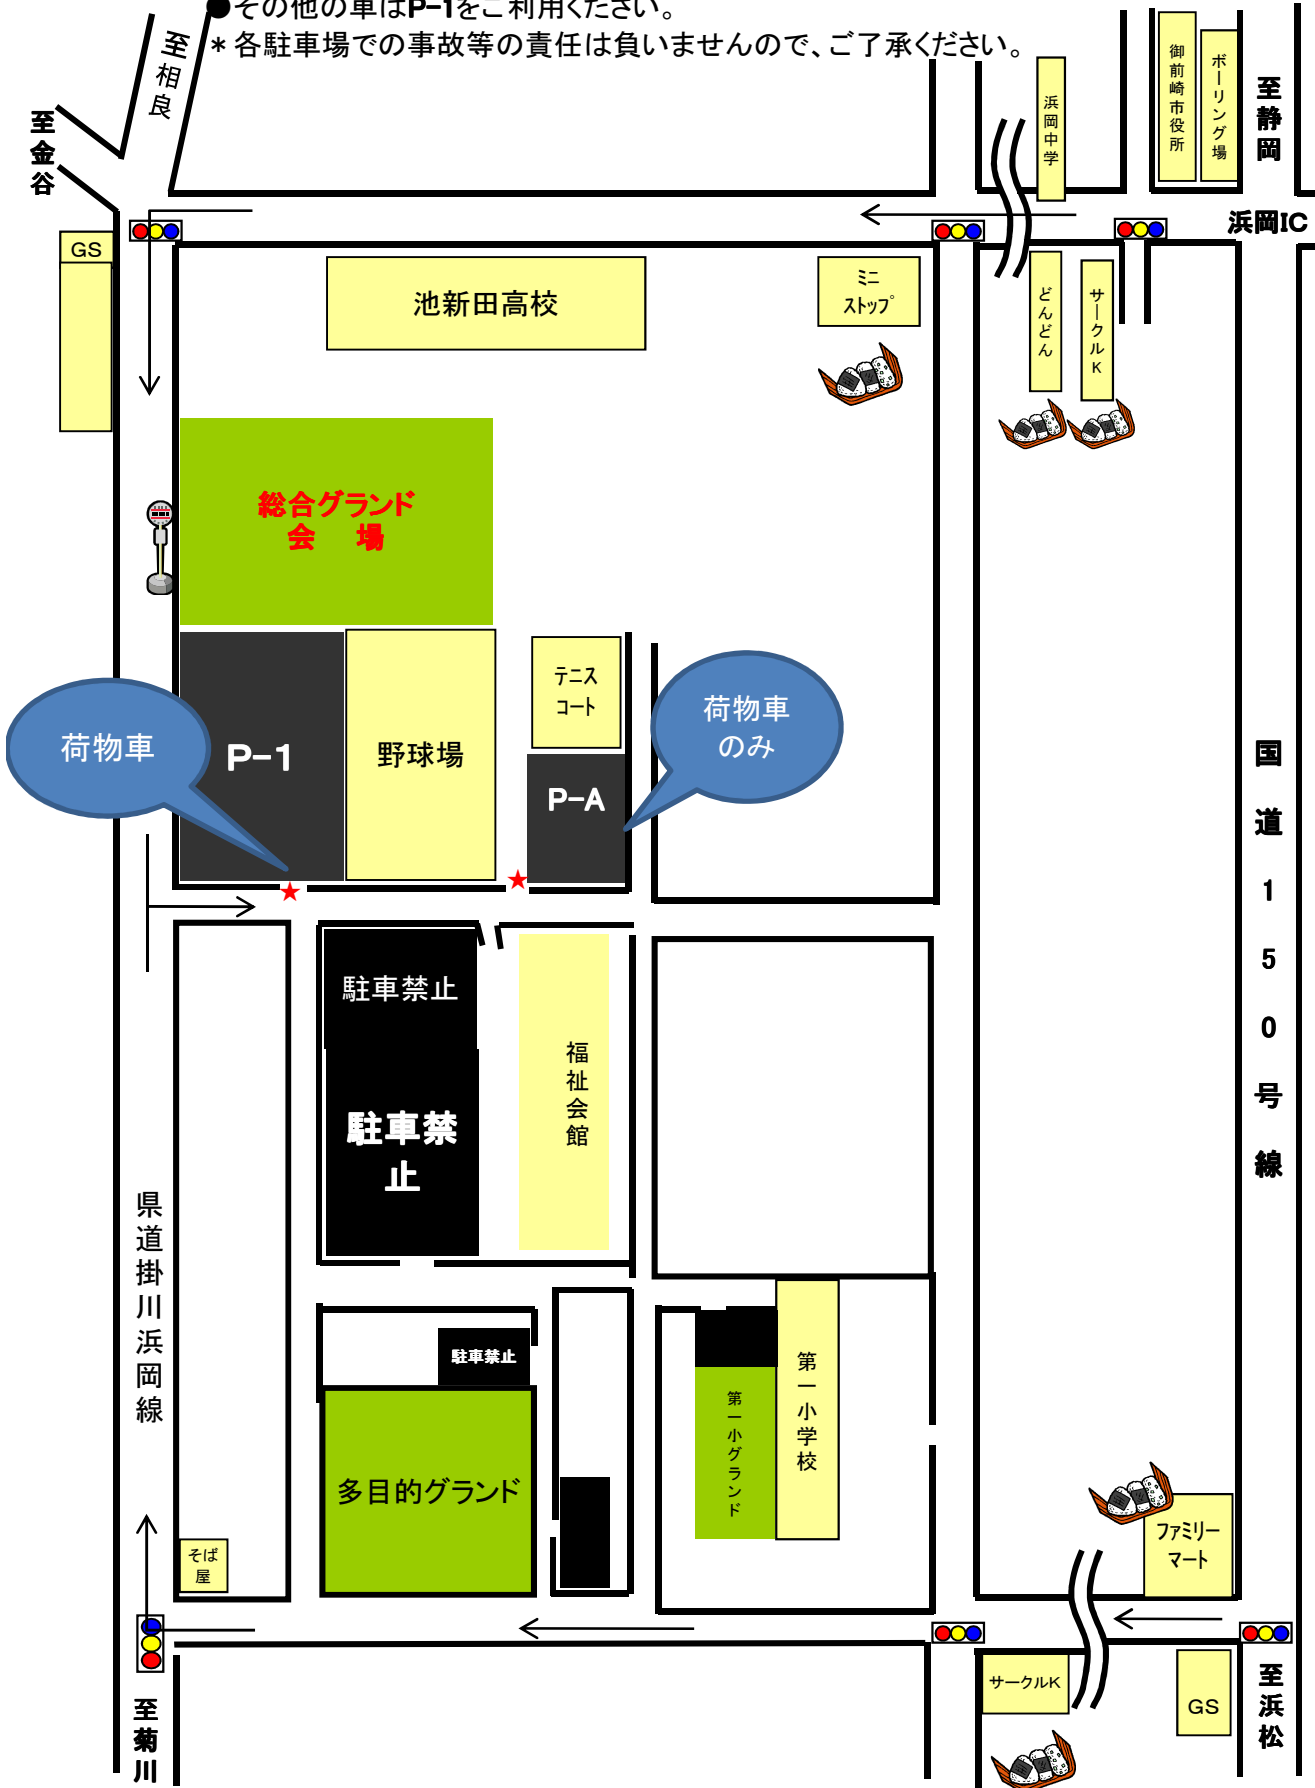 ●その他の車はP-1をご利用ください。
＊各駐車場での事故等の責任は負いませんので、ご了承ください。
至相良
至金谷
浜岡中学
御前崎市役所
ボーリング場
至静岡
浜岡IC
GS
池新田高校
ミニ
ストップ
どんどん
サークルK
総合グランド
会 場
テニス
コート
荷物車
のみ
荷物車
P-1
野球場
P-A
国道150号線
駐車禁止
駐車禁
止
福祉会館
県道掛川浜岡線
駐車禁止
第一小学校
第一小グランド
多目的グランド
そば
屋
ファミリー
マート
サークルK
GS
至浜松
至菊川